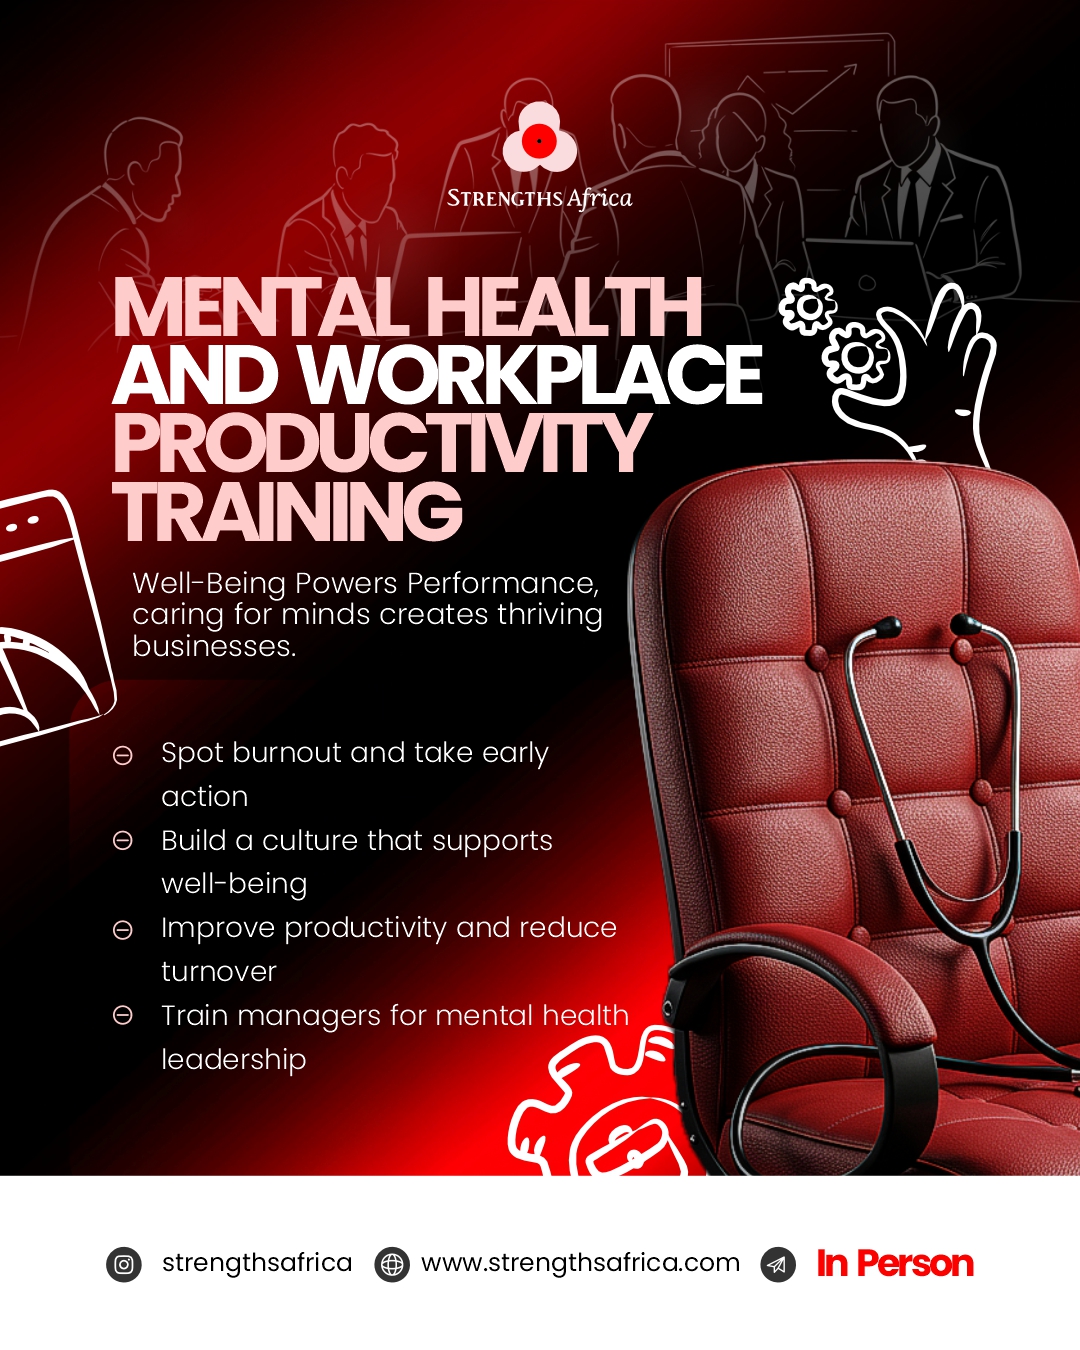 STRENGTHS Africa
MENTAL HEALTH
AND WORKPLACE
PRODUCTIVITY
TRAINING
Well-Being Powers Performance,
caring for minds creates thriving
businesses.
Spot burnout and take early
action
Build a culture that supports
well-being
Improve productivity and reduce
turnover
Train managers for mental health
leadership
strengthsafrica www.strengthsafrica.com In Person